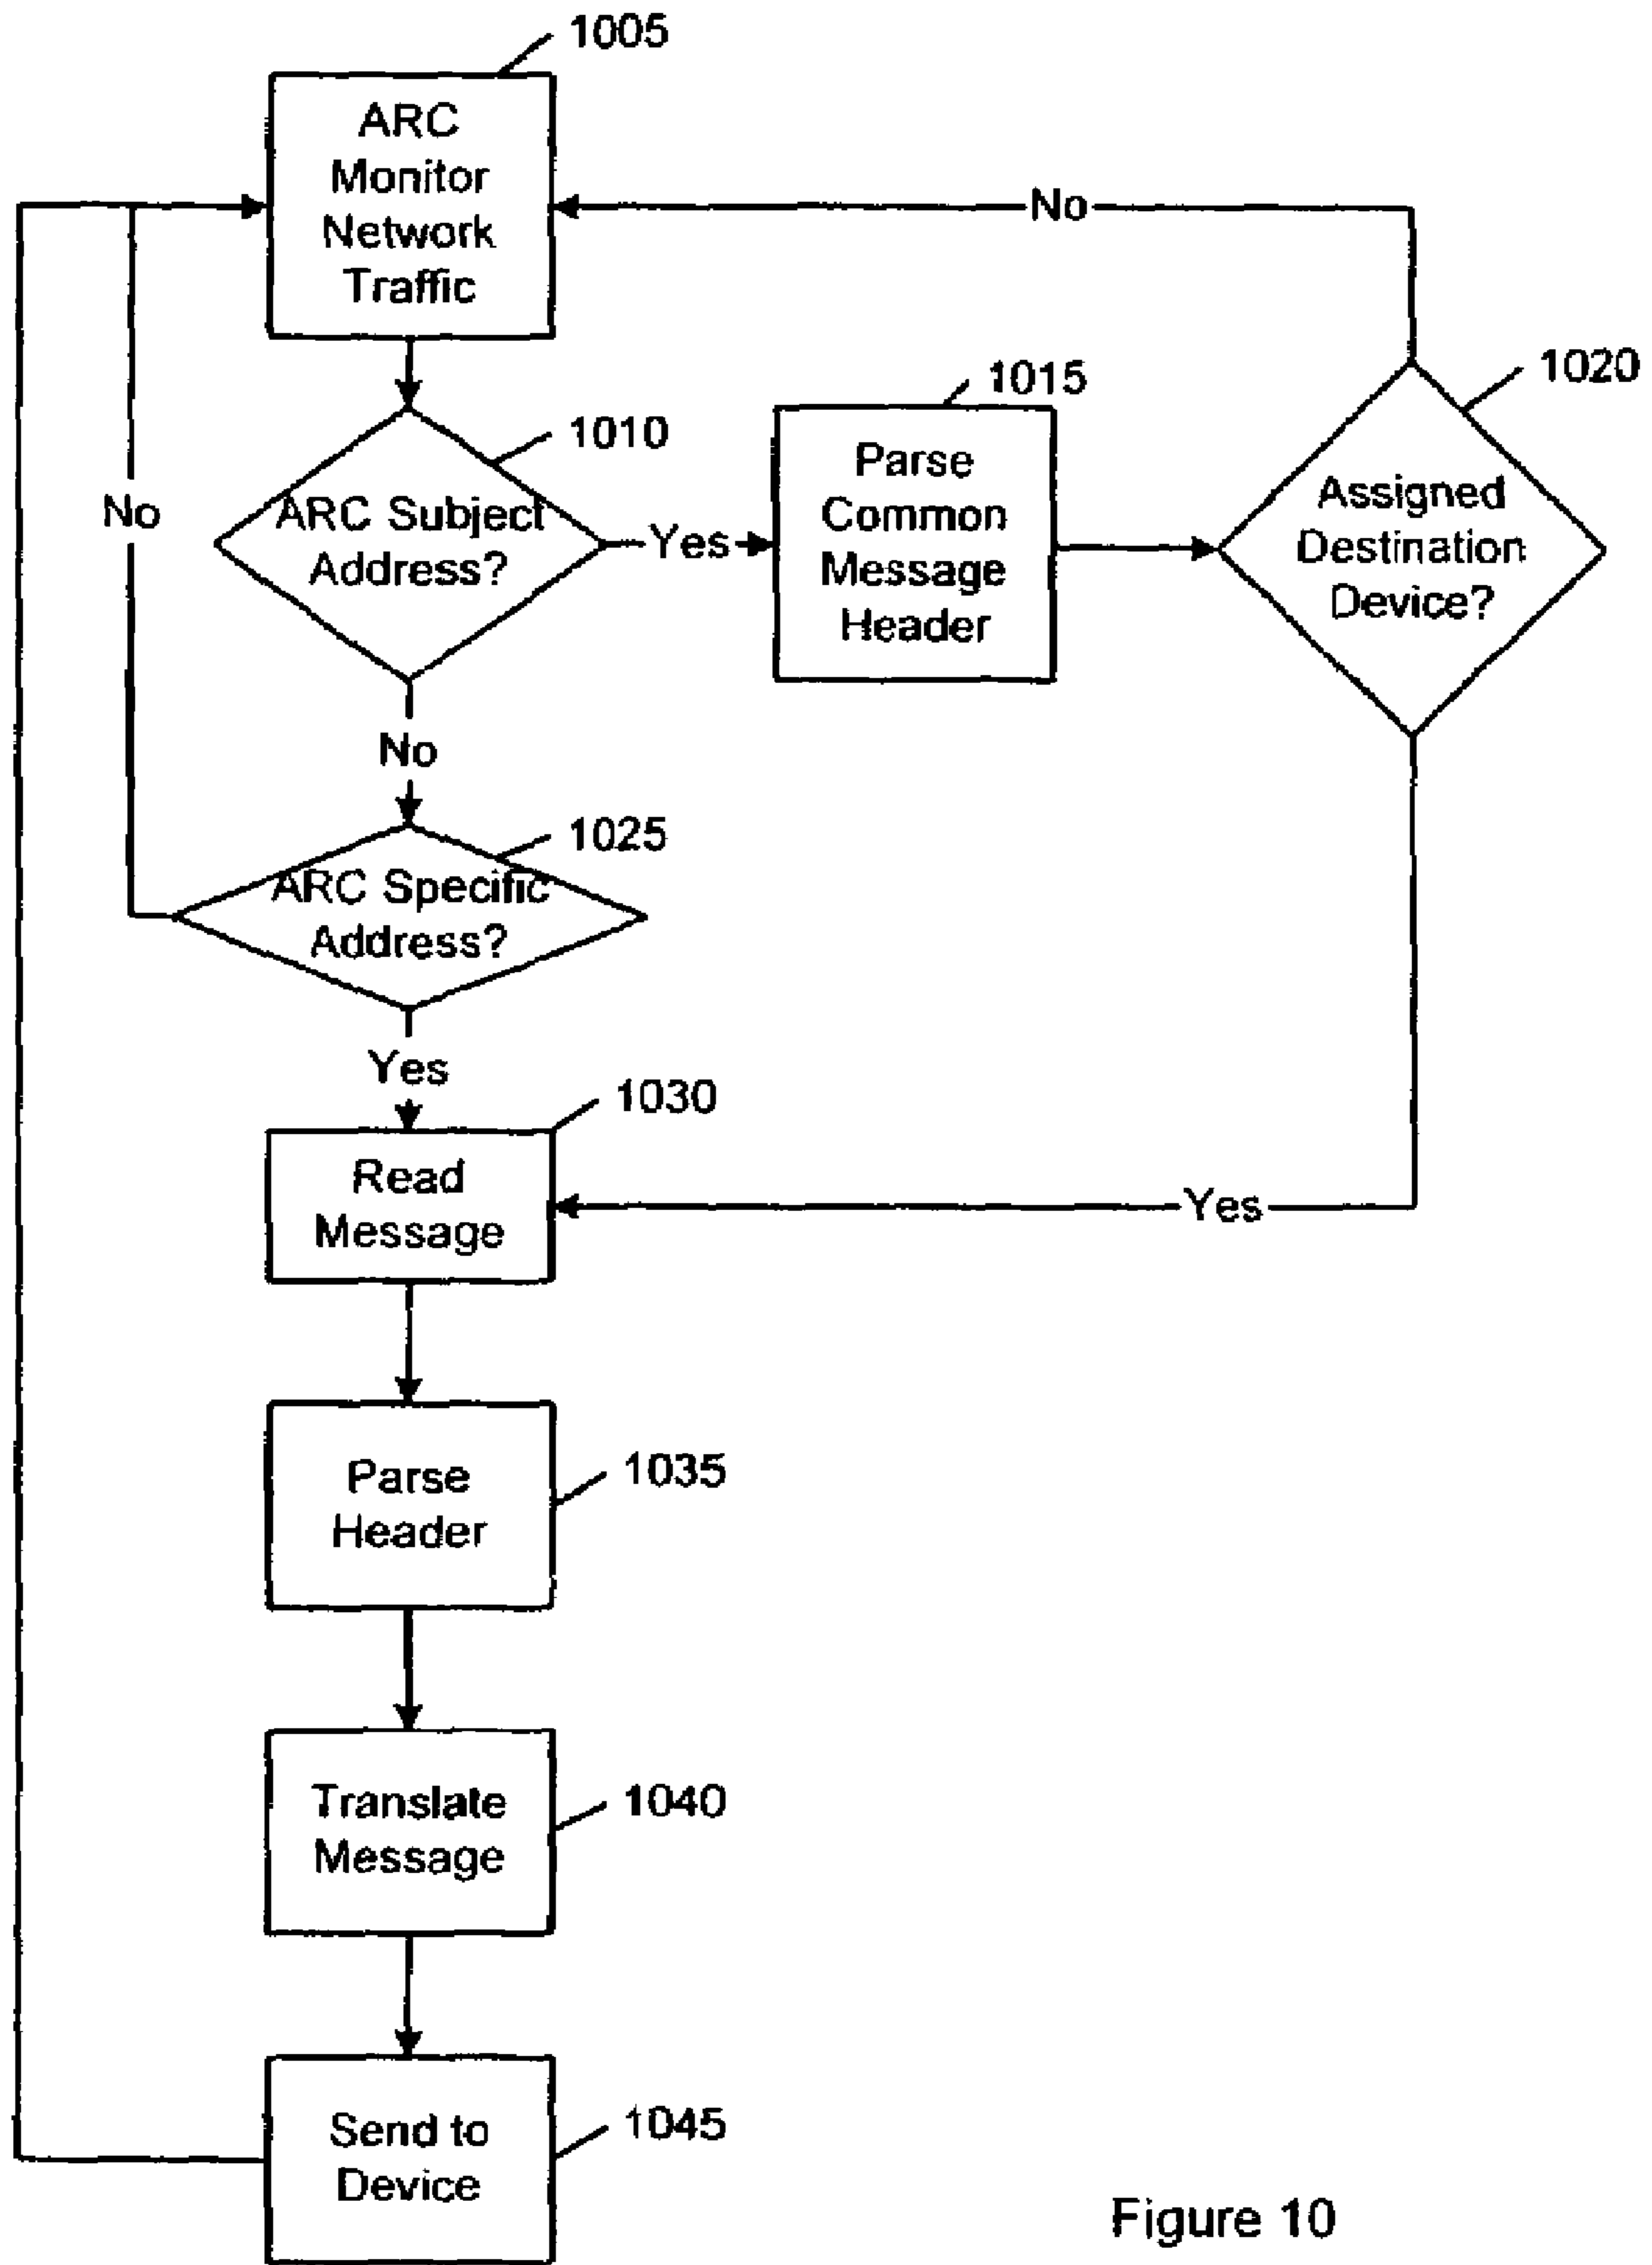 1005
ARC
Monitor
Network
Traffic
No
1010
ARC Subject
Address?
Yes
1015
Parse
Common
Message
Header
1020
Assigned
Destination
Device?
No
No
1025
ARC Specific
Address?
Yes
1030
Read
Message
Yes
1035
Parse
Header
1040
Translate
Message
1045
Send to
Device
Figure 10